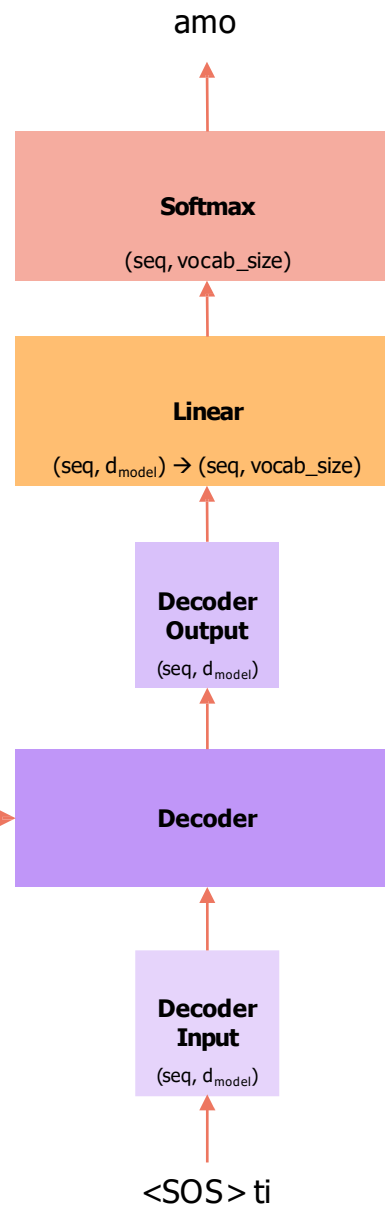 amo
Softmax
(seq, vocab_size)
Linear
(seq, dmodel) → (seq, vocab_size)
Decoder
Output
(seq, dmodel)
Decoder
Decoder
Input
(seq, dmodel)
<SOS> ti